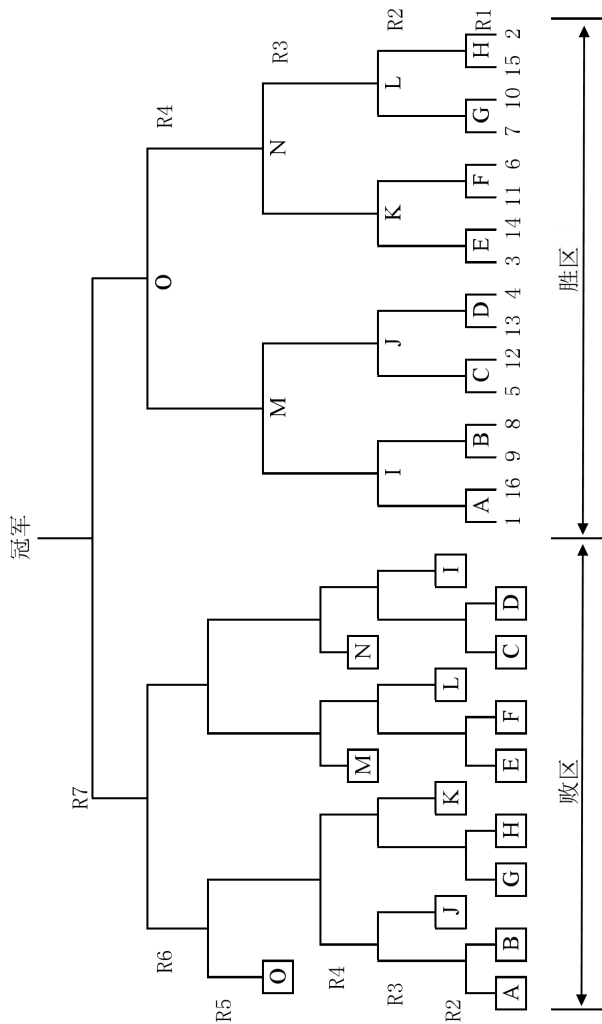 冠军
R7
R6 O R4
R5
O M N R3
R4
M N
R3 I J K L R2
R2 J K L I
A B C D E F G H R1
A B G H E F C D 1 16 9 8 5 12 13 4 3 14 11 6 7 10 15 2
败区 胜区